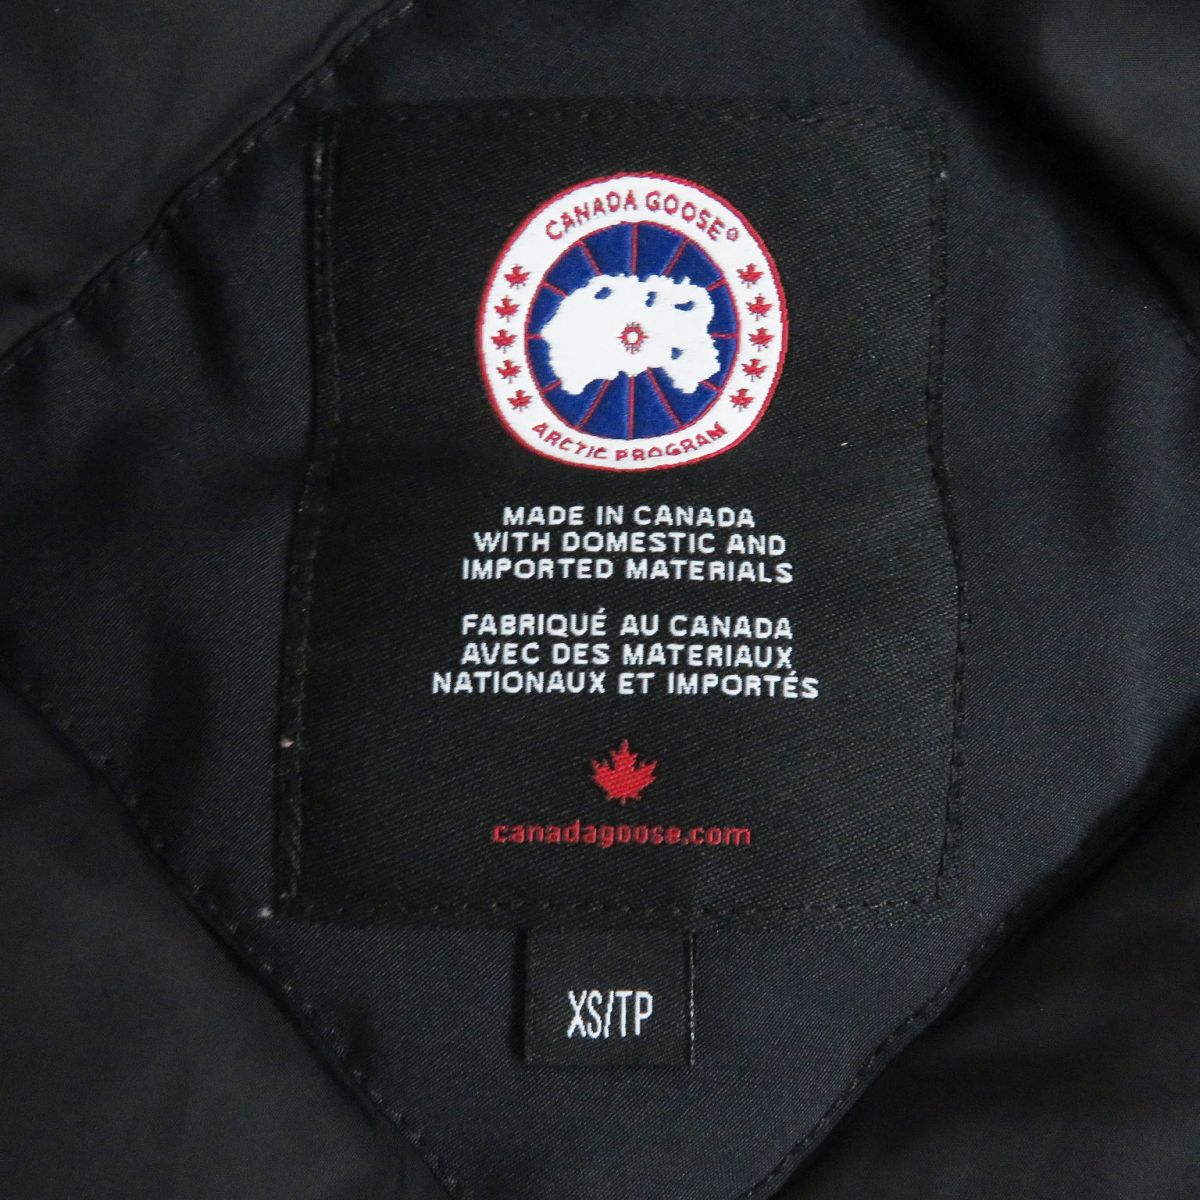 CANADA GOOSE®
ARCTIC PROGRAM
MADE IN CANADA
WITH DOMESTIC AND
IMPORTED MATERIALS
FABRIQUÉ AU CANADA
AVEC DES MATERIAUX
NATIONAUX ET IMPORTÉS
canadagoose.com
XS/TP